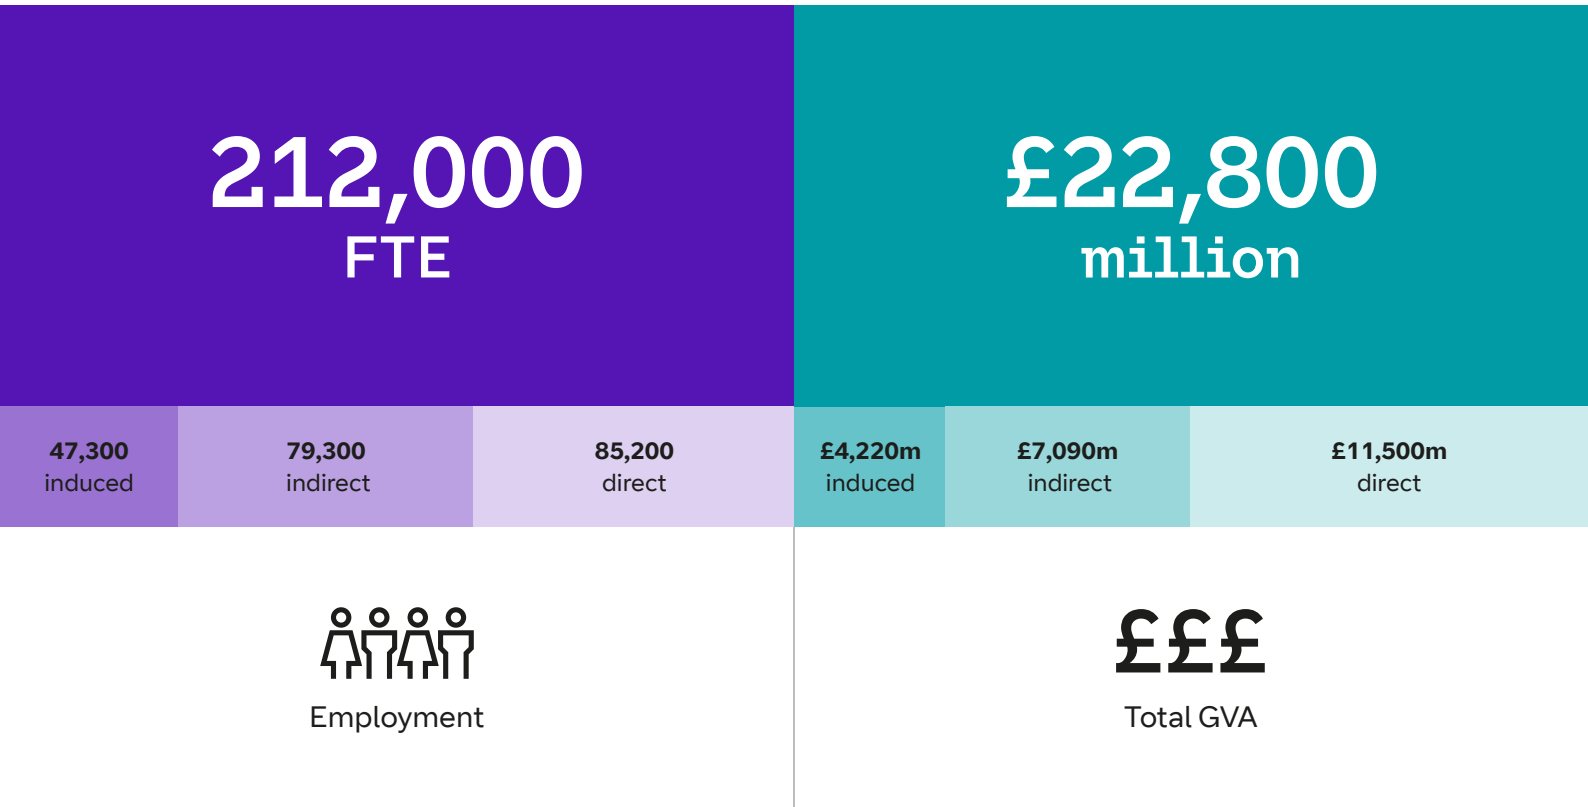 212,000
FTE
£22,800
million
47,300
induced
79,300
indirect
85,200
direct
£4,220m
induced
£7,090m
indirect
£11,500m
direct
Employment
£££
Total GVA